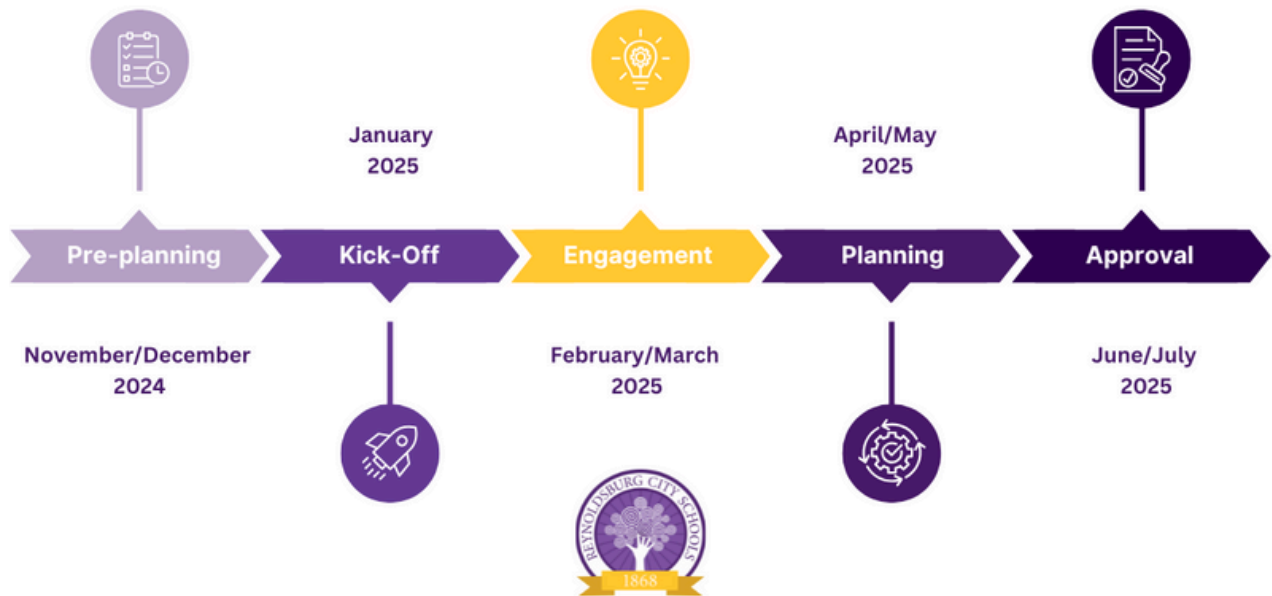 January
2025
April/May
2025
Pre-planning
Kick-Off
Engagement
Planning
Approval
November/December
2024
February/March
2025
June/July
2025
REYNOLDSBURG CITY SCHOOLS
1868